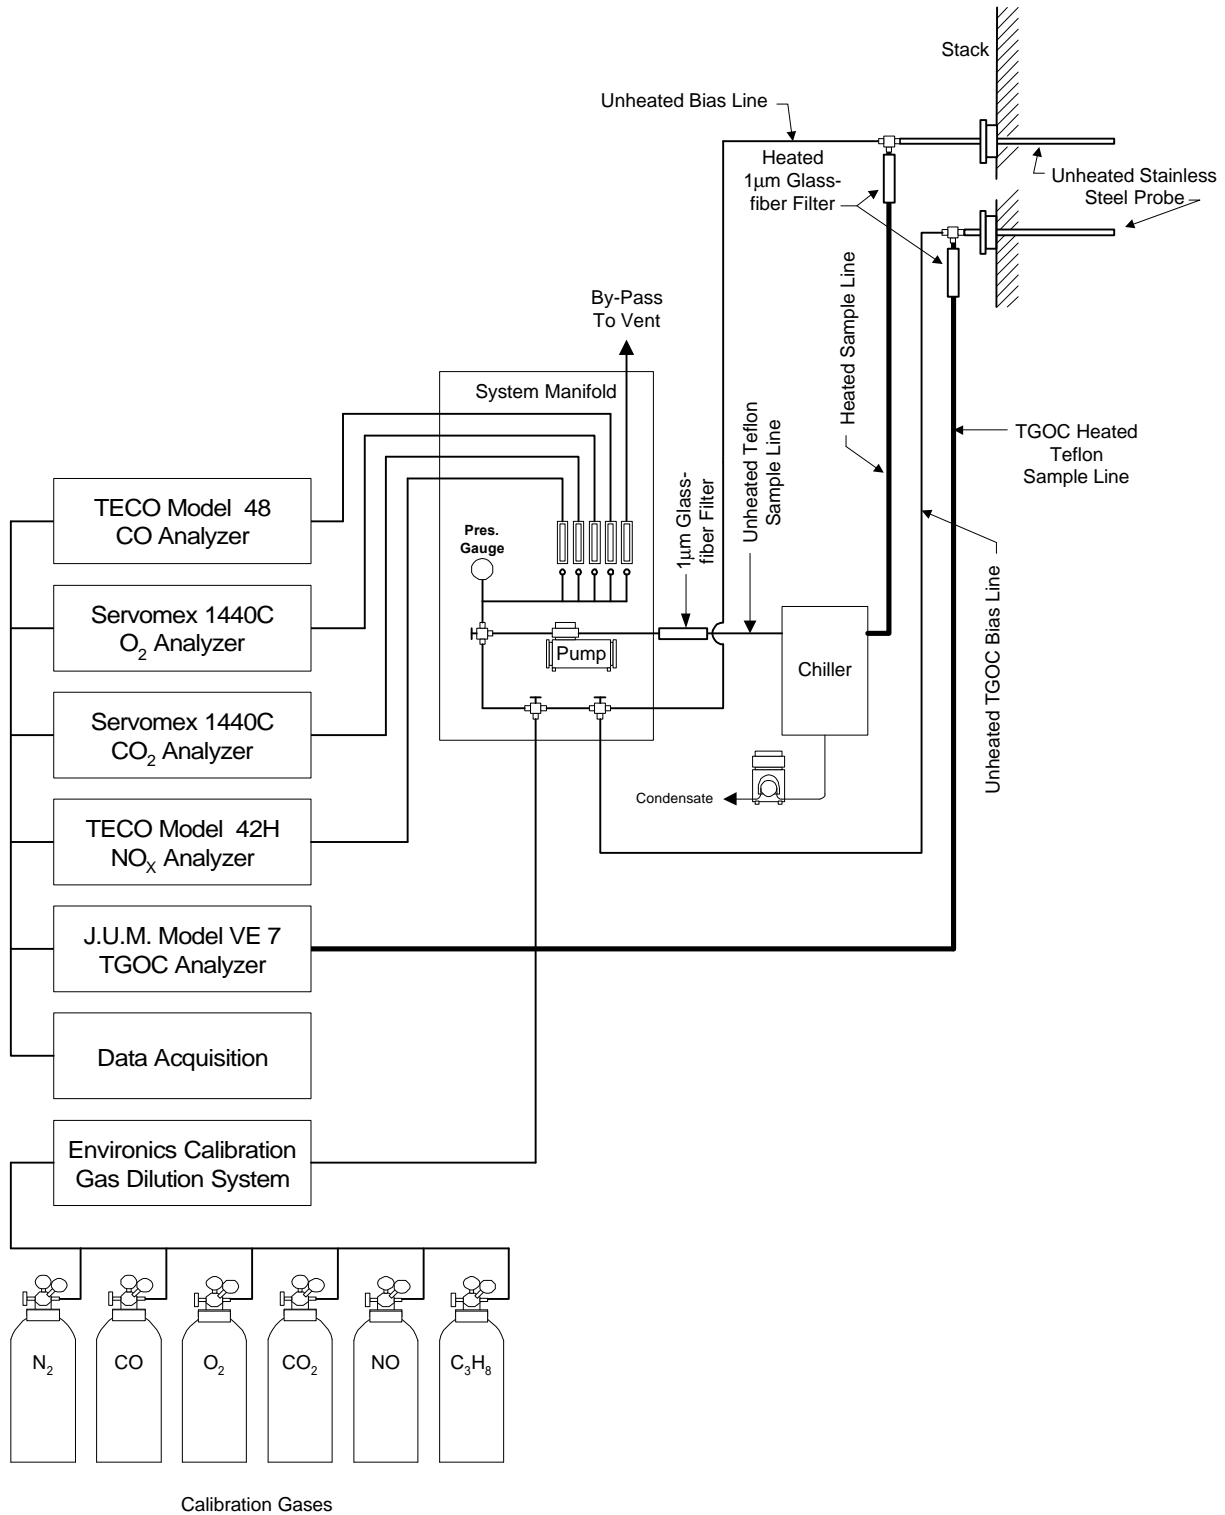 Stack
Unheated Bias Line
Heated
1µm Glass-
fiber Filter
Unheated Stainless
Steel Probe
By-Pass
To Vent
Heated Sample Line
System Manifold
TGOC Heated
Teflon
Sample Line
Unheated Teflon
Sample Line
1µm Glass-
fiber Filter
Pres.
Gauge
TECO Model 48
CO Analyzer
Servomex 1440C
O2 Analyzer
Pump
Chiller
Unheated TGOC Bias Line
Servomex 1440C
CO2 Analyzer
Condensate
TECO Model 42H
NOX Analyzer
J.U.M. Model VE 7
TGOC Analyzer
Data Acquisition
Environics Calibration
Gas Dilution System
N2
CO
O2
CO2
NO
C3H8
Calibration Gases